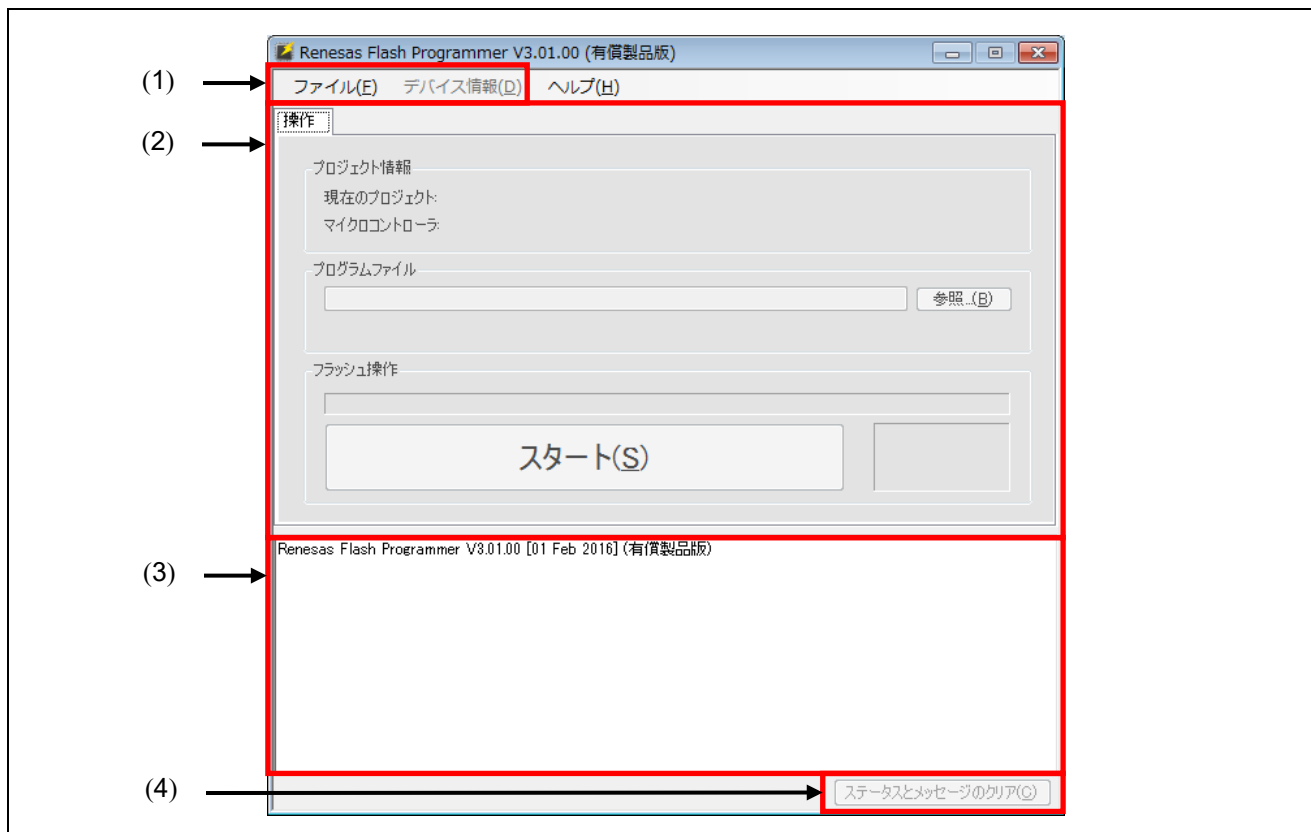 Renesas Flash Programmer V3.01.00 (有償製品版)
(1)
ファイル(F) デバイス情報(D) ヘルプ(H)
操作
(2)
プロジェクト情報
現在のプロジェクト:
マイクロコントローラ:
プログラムファイル
参照...(B)
フラッシュ操作
スタート(S)
Renesas Flash Programmer V3.01.00 [01 Feb 2016] (有償製品版)
(3)
(4)
ステータスとメッセージのクリア(C)